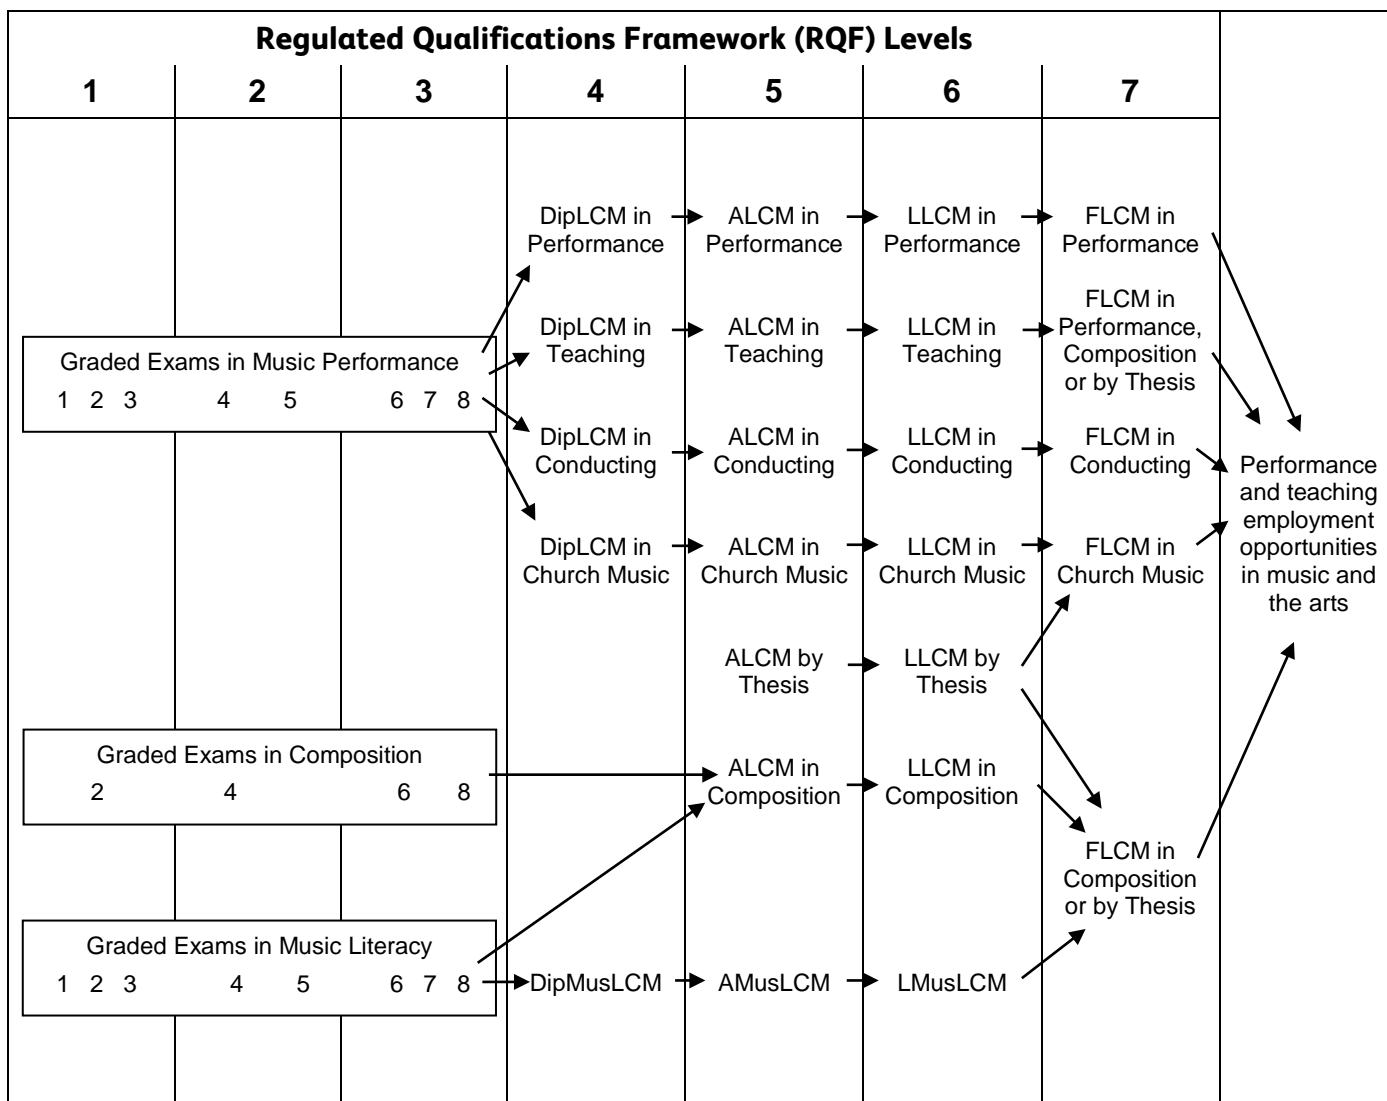 Regulated Qualifications Framework (RQF) Levels
1 2 3 4 5 6 7
DipLCM in
Performance
ALCM in
Performance
LLCM in
Performance
FLCM in
Performance
Graded Exams in Music Performance
1 2 3 4 5 6 7 8
DipLCM in
Teaching
ALCM in
Teaching
LLCM in
Teaching
FLCM in
Performance,
Composition
or by Thesis
DipLCM in
Conducting
ALCM in
Conducting
LLCM in
Conducting
FLCM in
Conducting
DipLCM in
Church Music
ALCM in
Church Music
LLCM in
Church Music
FLCM in
Church Music
Performance
and teaching
employment
opportunities
in music and
the arts
ALCM by
Thesis
LLCM by
Thesis
Graded Exams in Composition
2 4 6 8
ALCM in
Composition
LLCM in
Composition
FLCM in
Composition
or by Thesis
Graded Exams in Music Literacy
1 2 3 4 5 6 7 8
DipMusLCM
AMusLCM
LMusLCM